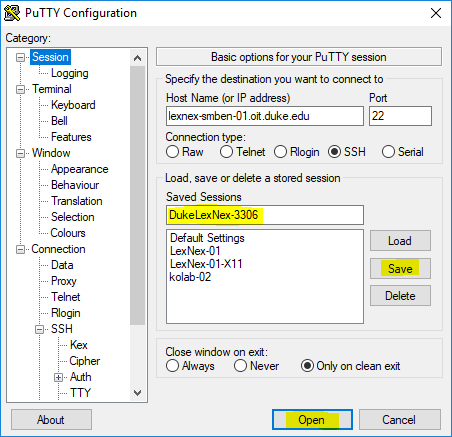 PuTTY Configuration
Category:
Session
Logging
Terminal
Keyboard
Bell
Features
Window
Appearance
Behaviour
Translation
Selection
Colours
Connection
Data
Proxy
Telnet
Rlogin
SSH
Kex
Cipher
Auth
TTY
Basic options for your PuTTY session
Specify the destination you want to connect to
Host Name (or IP address) Port
lexnex-smben-01.oit.duke.edu 22
Connection type:
Raw Telnet Rlogin SSH Serial
Load, save or delete a stored session
Saved Sessions
DukeLexNex-3306
Default Settings
LexNex-01
LexNex-01-X11
kolab-02
Load
Save
Delete
Close window on exit:
Always Never Only on clean exit
About Open Cancel